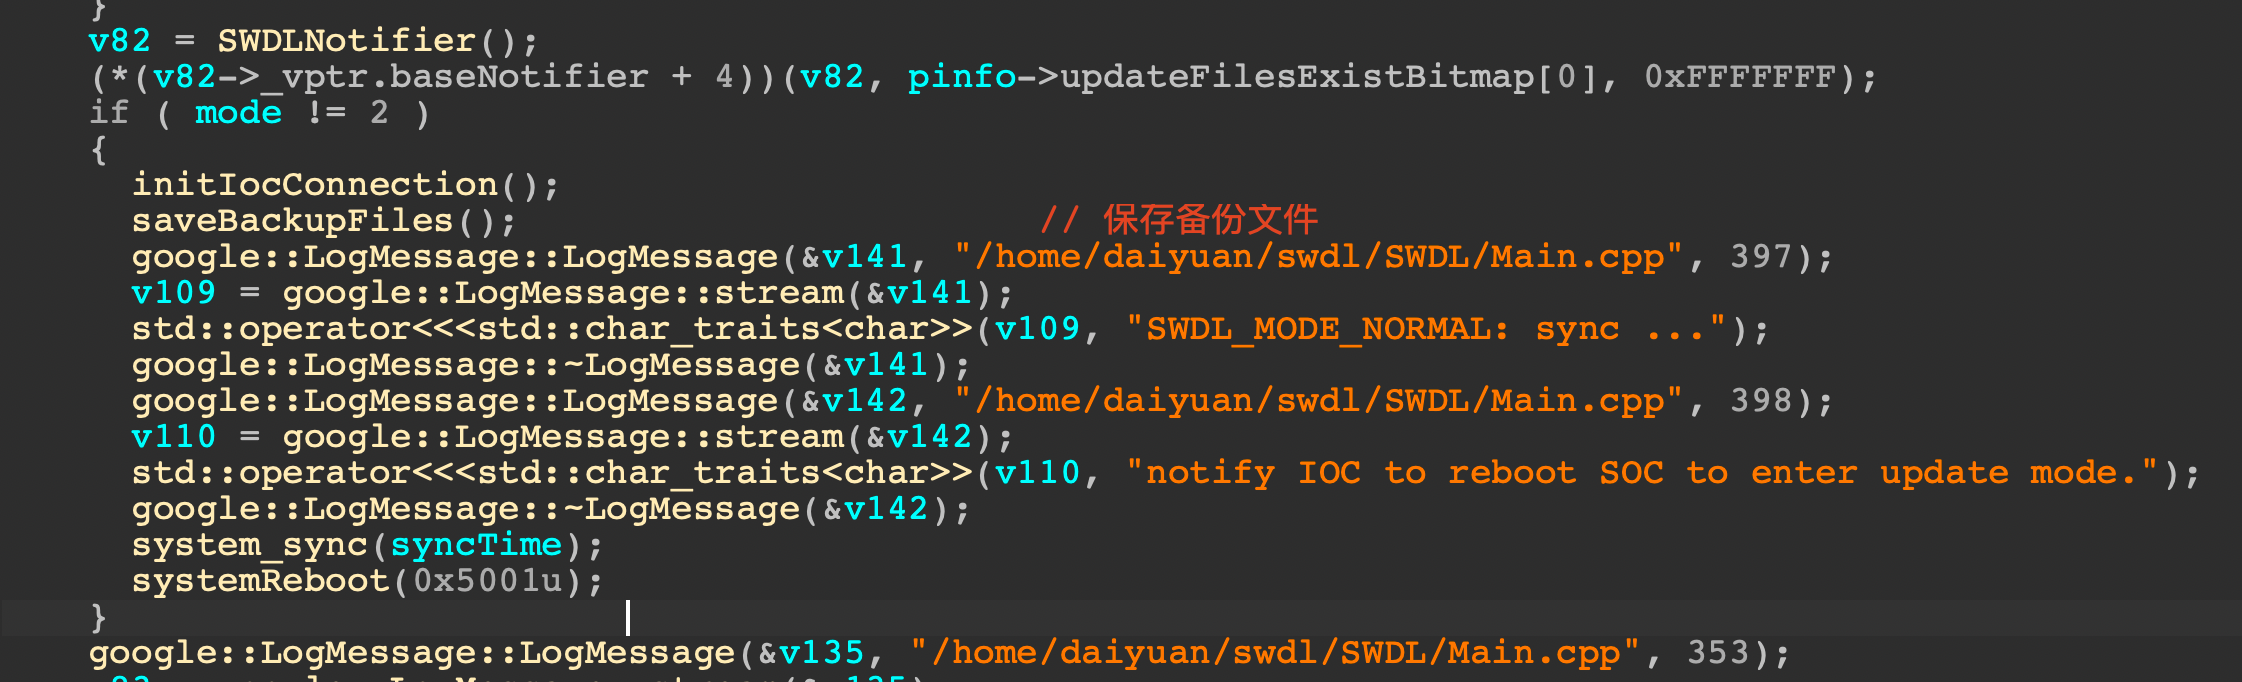 }
v82 = SWDLNotifier();
(*(v82->_vptr.baseNotifier + 4))(v82, pinfo->updateFilesExistBitmap[0], 0xFFFFFFF);
if ( mode != 2 )
{
initIocConnection();
saveBackupFiles(); // 保存备份文件
google::LogMessage::LogMessage(&v141, "/home/daiyuan/swdl/SWDL/Main.cpp", 397);
v109 = google::LogMessage::stream(&v141);
std::operator<<<std::char_traits<char>>(v109, "SWDL_MODE_NORMAL: sync ...");
google::LogMessage::~LogMessage(&v141);
google::LogMessage::LogMessage(&v142, "/home/daiyuan/swdl/SWDL/Main.cpp", 398);
v110 = google::LogMessage::stream(&v142);
std::operator<<<std::char_traits<char>>(v110, "notify IOC to reboot SOC to enter update mode.");
google::LogMessage::~LogMessage(&v142);
system_sync(syncTime);
systemReboot(0x5001u);
}
google::LogMessage::LogMessage(&v135, "/home/daiyuan/swdl/SWDL/Main.cpp", 353);